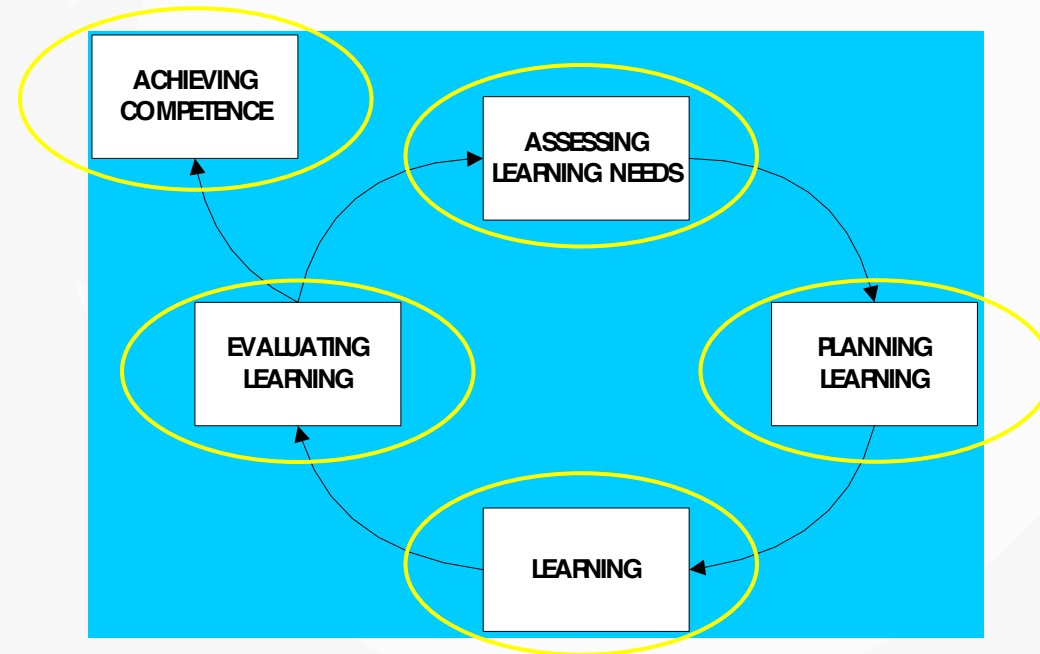 ACHIEVING
COMPETENCE
ASSESSING
LEARNING NEEDS
EVALUATING
LEARNING
PLANNING
LEARNING
LEARNING